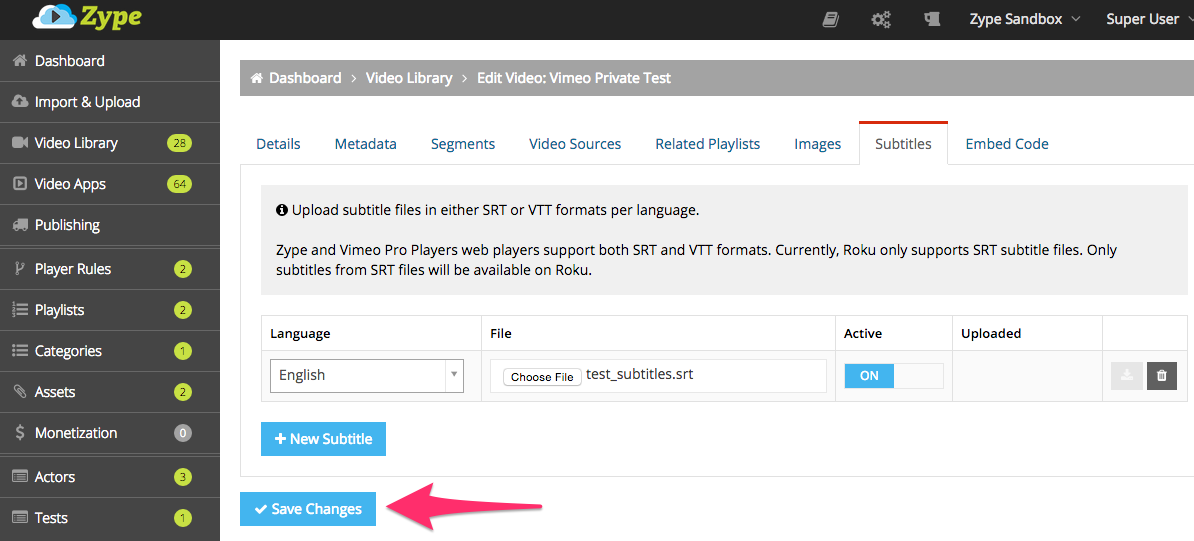 Zype
Zype Sandbox
Super User
Dashboard
Import & Upload
Video Library 28
Video Apps 64
Publishing
Player Rules 2
Playlists 2
Categories 1
Assets 2
$ Monetization 0
Actors 3
Tests 1
Dashboard > Video Library > Edit Video: Vimeo Private Test
Details Metadata Segments Video Sources Related Playlists Images Subtitles Embed Code
Upload subtitle files in either SRT or VTT formats per language.
Zype and Vimeo Pro Players web players support both SRT and VTT formats. Currently, Roku only supports SRT subtitle files. Only
subtitles from SRT files will be available on Roku.
Language File Active Uploaded
English Choose File test_subtitles.srt ON
+ New Subtitle
Save Changes